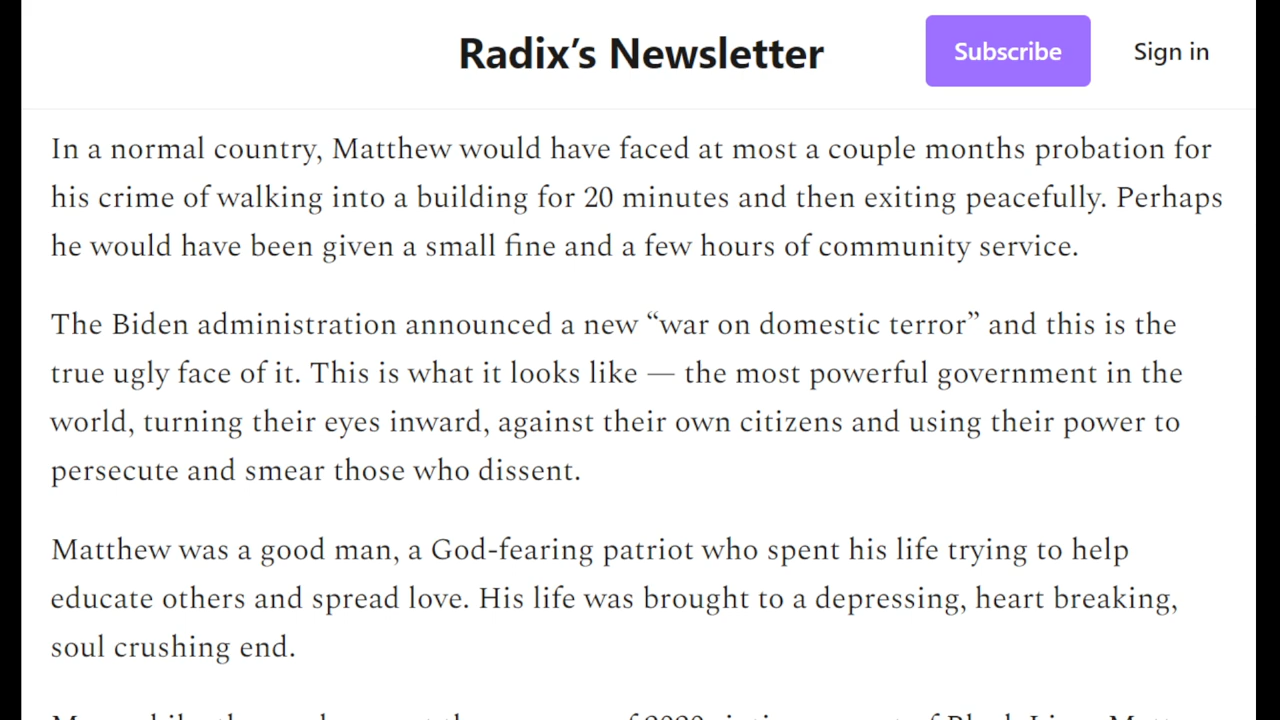 Radix’s Newsletter
Subscribe
Sign in
In a normal country, Matthew would have faced at most a couple months probation for
his crime of walking into a building for 20 minutes and then exiting peacefully. Perhaps
he would have been given a small fine and a few hours of community service.
The Biden administration announced a new “war on domestic terror” and this is the
true ugly face of it. This is what it looks like — the most powerful government in the
world, turning their eyes inward, against their own citizens and using their power to
persecute and smear those who dissent.
Matthew was a good man, a God-fearing patriot who spent his life trying to help
educate others and spread love. His life was brought to a depressing, heart breaking,
soul crushing end.